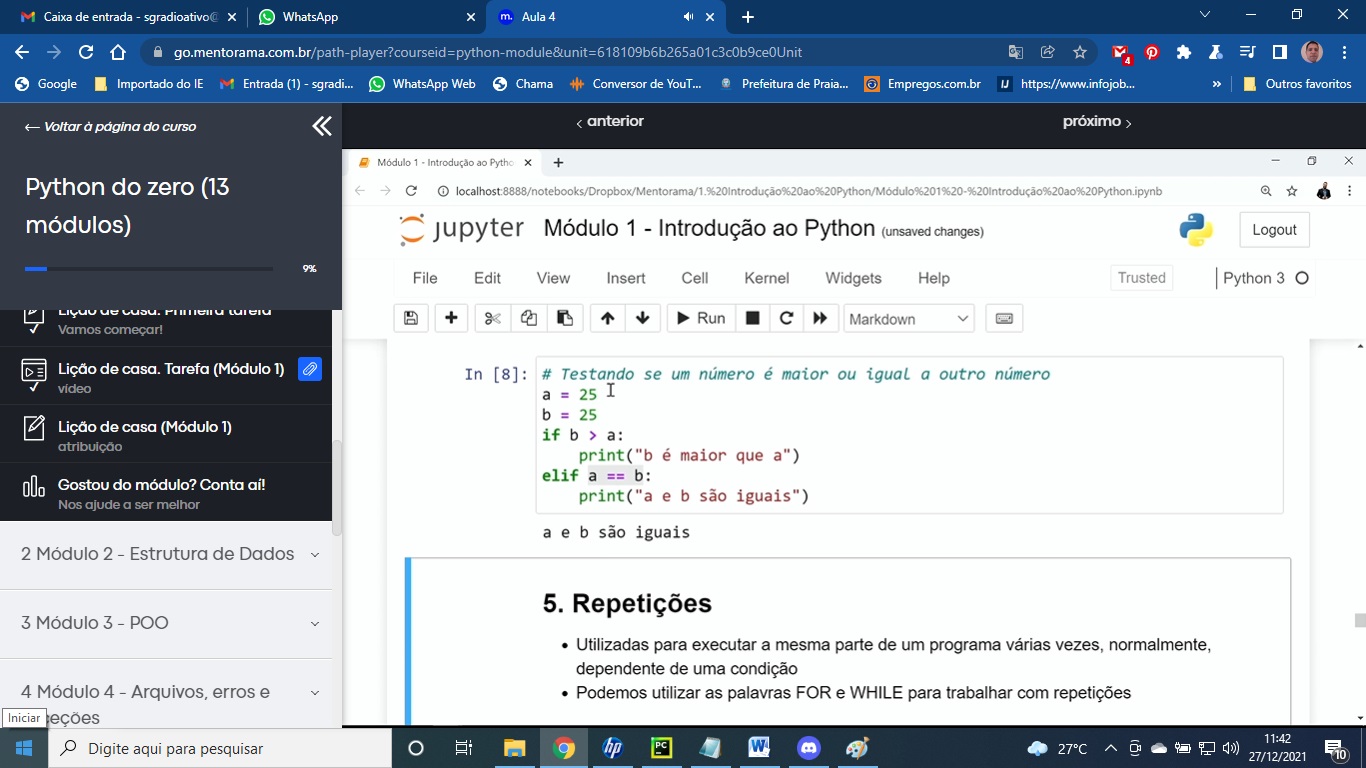 Caixa de entrada - sgradioativo@
WhatsApp
Aula 4
go.mentorama.com.br/path-player?courseid=python-module&unit=618109b6b265a01c3c0b9ce0Unit
4
Google
Importado do IE
Entrada (1) - sgradi...
WhatsApp Web
Chama
Conversor de YouT...
Prefeitura de Praia...
Empregos.com.br
https://www.infojob...
»
Outros favoritos
← Voltar à página do curso
Python do zero (13
módulos)
9%
Lição de casa. Primeira tarefa
Vamos começar!
Lição de casa. Tarefa (Módulo 1)
vídeo
Lição de casa (Módulo 1)
atribuição
Gostou do módulo? Conta aí!
Nos ajude a ser melhor
2 Módulo 2 - Estrutura de Dados
3 Módulo 3 - POO
4 Módulo 4 - Arquivos, erros e
Iniciar
‹ anterior
próximo ›
Módulo 1 - Introdução ao Pytho
localhost:8888/notebooks/Dropbox/Mentorama/1.%20Introdução%20ao%20Python/Módulo%201%20-%20Introdução%20ao%20Python.ipynb
jupyter Módulo 1 - Introdução ao Python (unsaved changes)
Logout
File Edit View Insert Cell Kernel Widgets Help
Trusted
Python 3
Run
Markdown
In [8]: # Testando se um número é maior ou igual a outro número
a = 25
b = 25
if b > a:
print("b é maior que a")
elif a == b:
print("a e b são iguais")
a e b são iguais
5. Repetições
• Utilizadas para executar a mesma parte de um programa várias vezes, normalmente,
dependente de uma condição
• Podemos utilizar as palavras FOR e WHILE para trabalhar com repetições
Digite aqui para pesquisar
27°C
11:42
27/12/2021
10